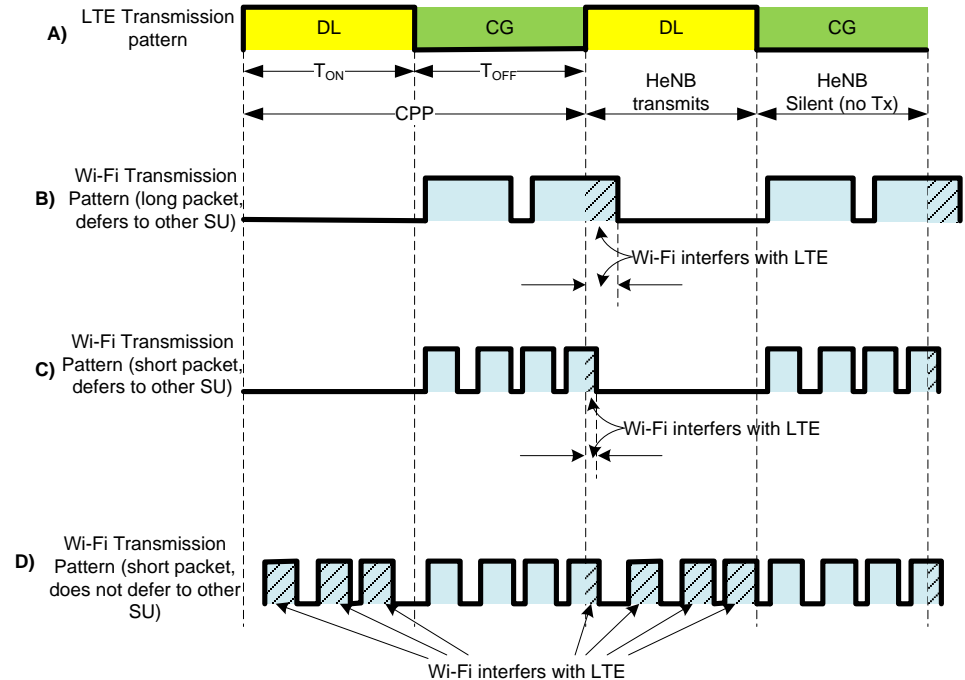 A)
LTE Transmission
pattern
DL
CG
DL
CG
TON
TOFF
HeNB
transmits
HeNB
Silent (no Tx)
CPP
B)
Wi-Fi Transmission
Pattern (long packet,
defers to other SU)
Wi-Fi interfers with LTE
C)
Wi-Fi Transmission
Pattern (short packet,
defers to other SU)
Wi-Fi interfers with LTE
D)
Wi-Fi Transmission
Pattern (short packet,
does not defer to other
SU)
Wi-Fi interfers with LTE